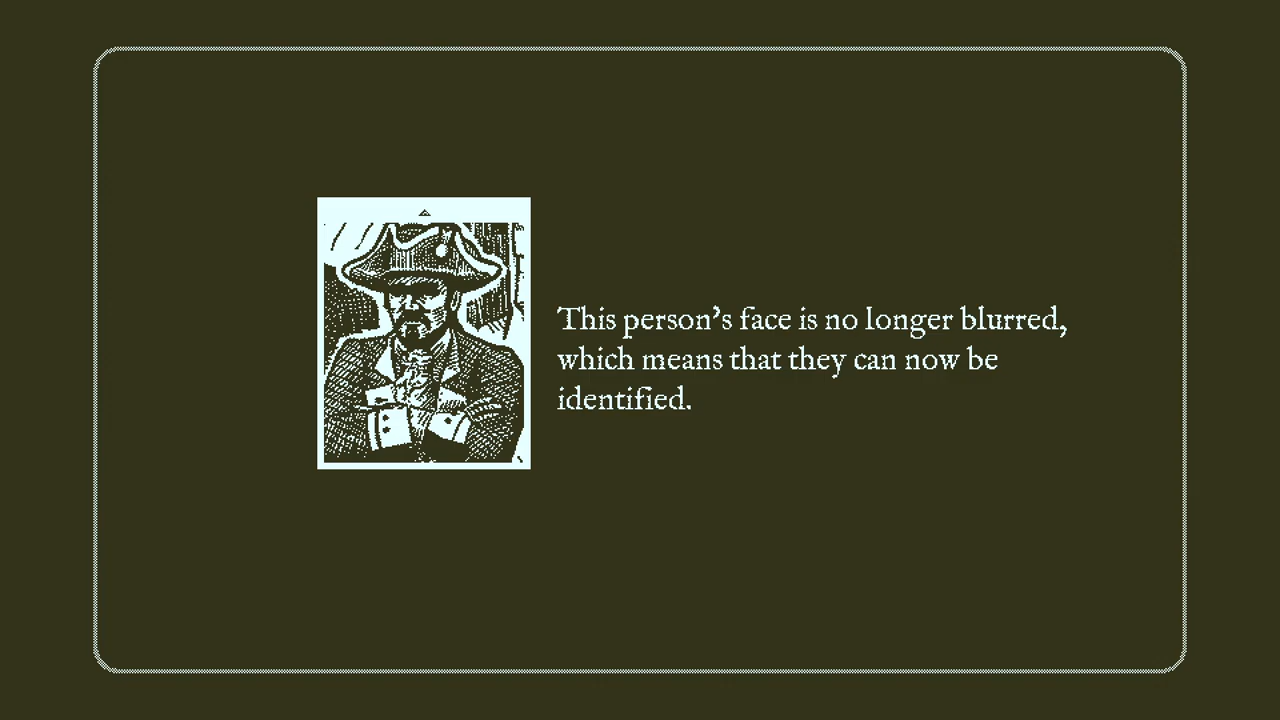 This person’s face is no longer blurred,
which means that they can now be
identified.